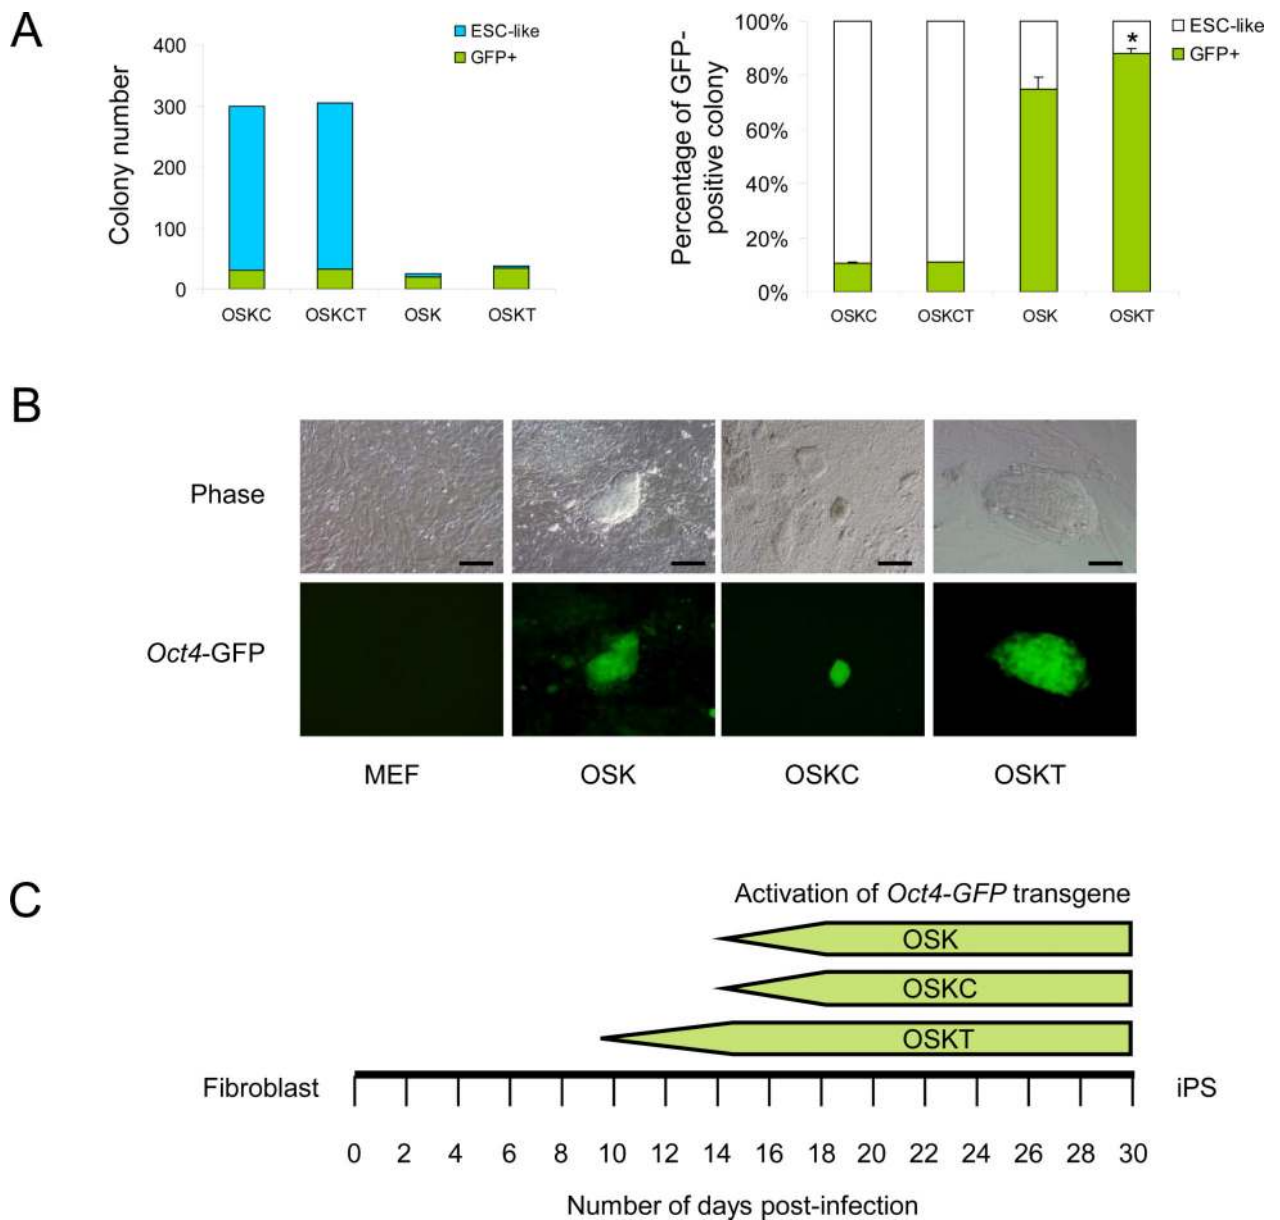 A
Colony number
400
300
200
100
0
OSKC OSKCT OSK OSKT
ESC-like
GFP+
Percentage of GFP-
positive colony
100%
80%
60%
40%
20%
0%
*
OSKC OSKCT OSK OSKT
ESC-like
GFP+
B
Phase
Oct4-GFP
MEF OSK OSKC OSKT
C
Activation of Oct4-GFP transgene
OSK
OSKC
OSKT
Fibroblast iPS
0 2 4 6 8 10 12 14 16 18 20 22 24 26 28 30
Number of days post-infection